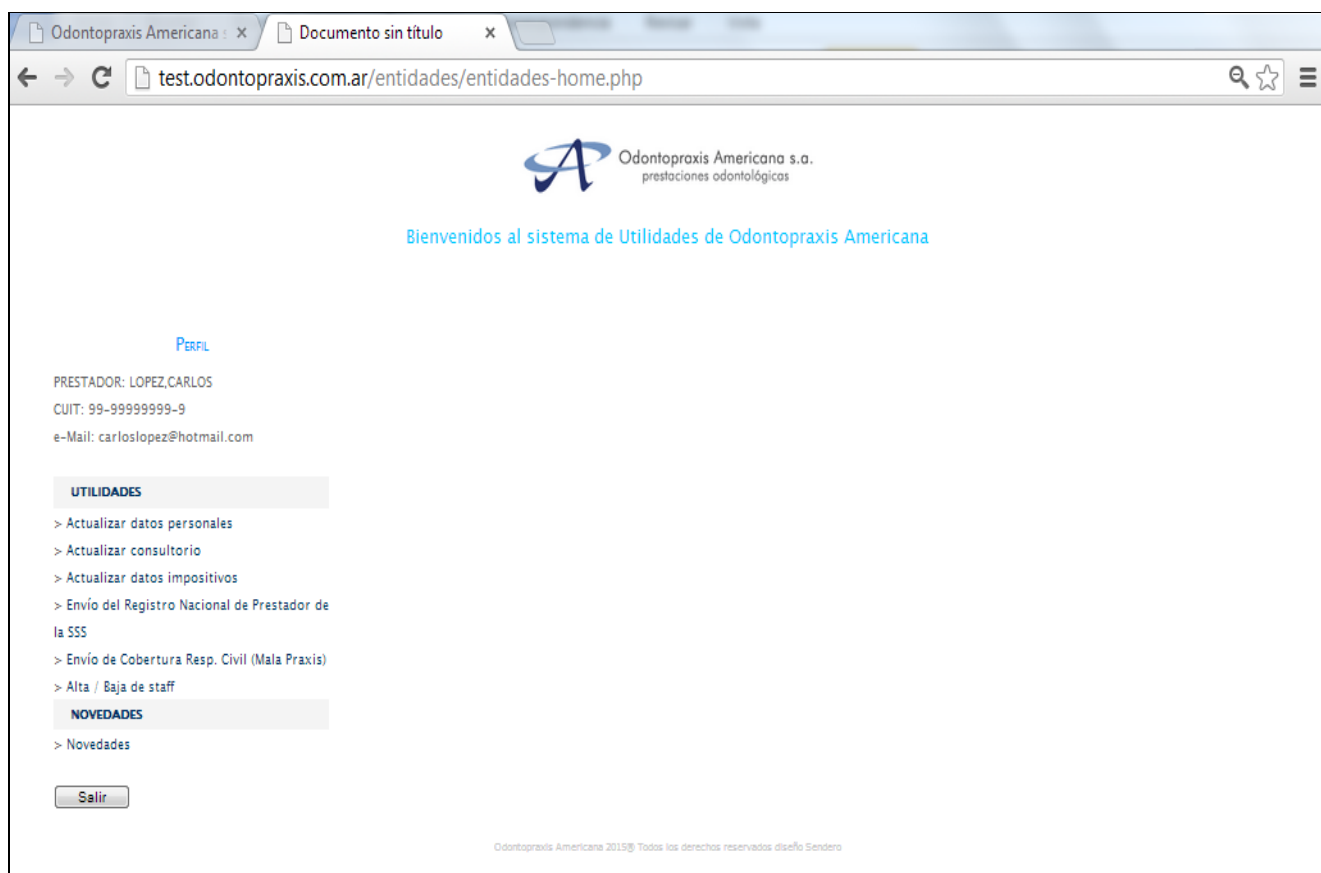 Odontopraxis Americana s
Documento sin título
test.odontopraxis.com.ar/entidades/entidades-home.php
Odontopraxis Americana s.a.
prestaciones odontológicas
Bienvenidos al sistema de Utilidades de Odontopraxis Americana
Perfil
PRESTADOR: LOPEZ,CARLOS
CUIT: 99-99999999-9
e-Mail: carloslopez@hotmail.com
UTILIDADES
> Actualizar datos personales
> Actualizar consultorio
> Actualizar datos impositivos
> Envío del Registro Nacional de Prestador de
la SSS
> Envío de Cobertura Resp. Civil (Mala Praxis)
> Alta / Baja de staff
NOVEDADES
> Novedades
Salir
Odontopraxis Americana 2015® Todos los derechos reservados diseño Sendero